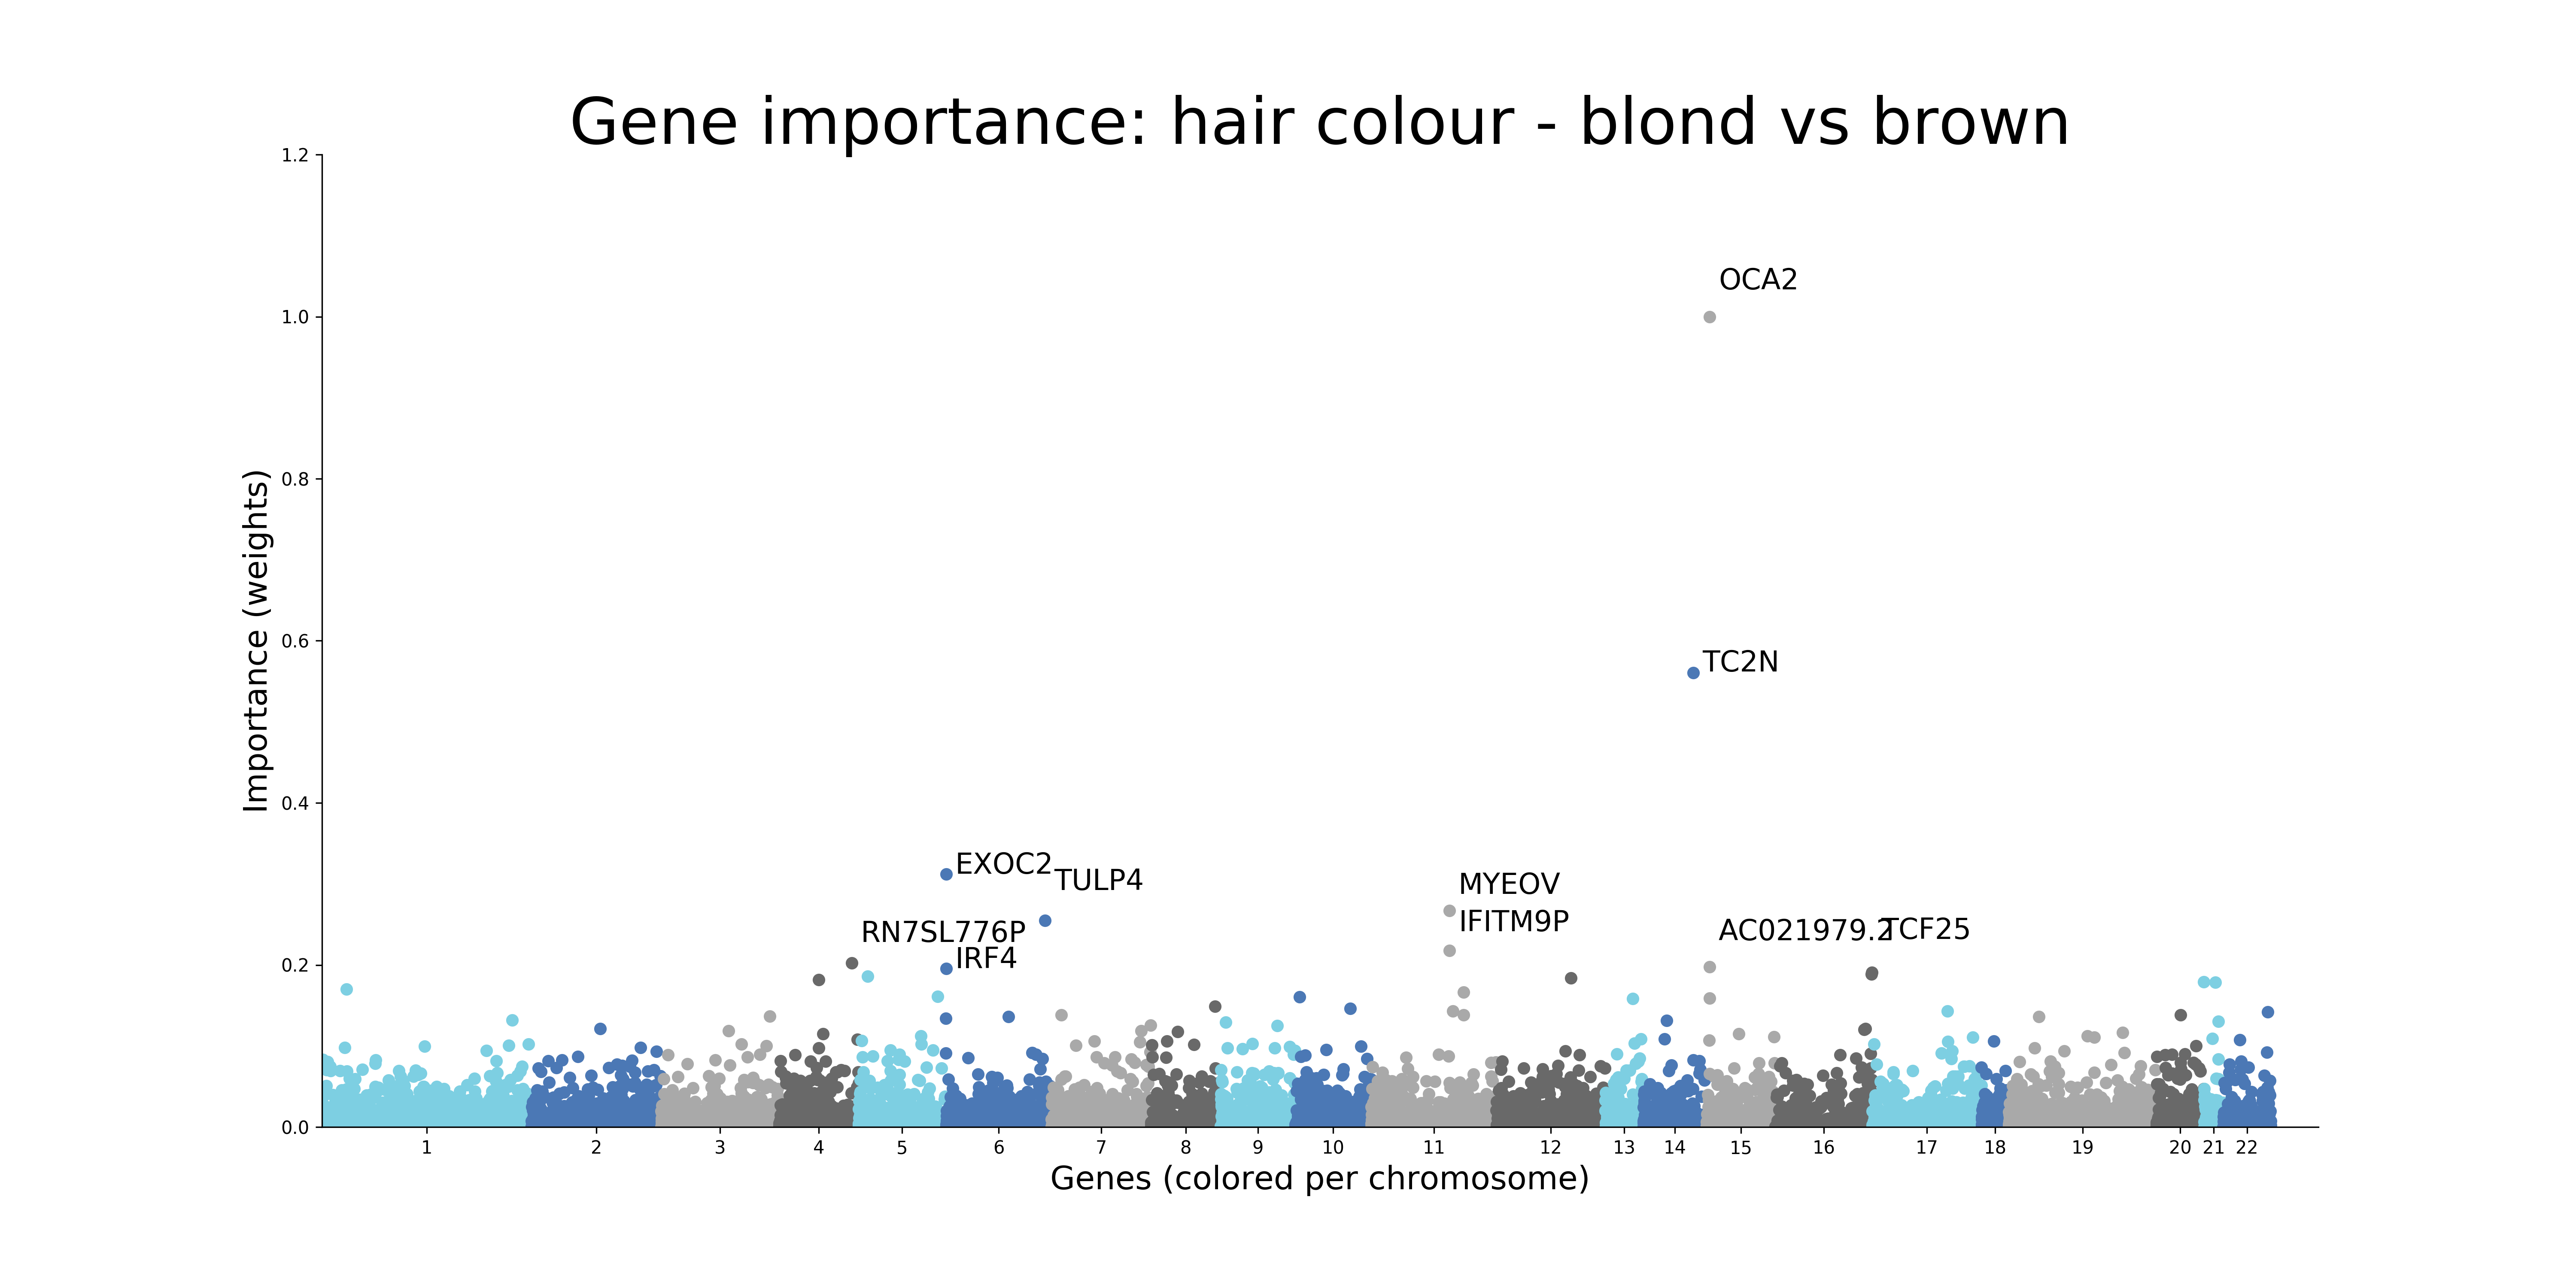 Gene importance: hair colour - blond vs brown
1.2
1.0
0.8
0.6
0.4
0.2
0.0
Importance (weights)
OCA2
TC2N
EXOC2
TULP4
MYEOV
IFITM9P
RN7SL776P
IRF4
AC021979.2
TCF25
1 2 3 4 5 6 7 8 9 10 11 12 13 14 15 16 17 18 19 20 21 22
Genes (colored per chromosome)